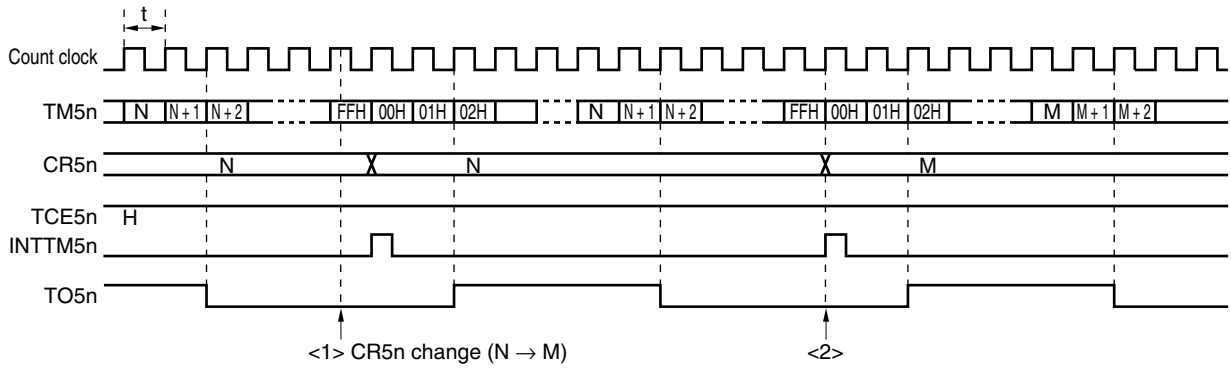 t
Count clock
TM5n N N + 1 N + 2 FFH 00H 01H 02H N N + 1 N + 2 FFH 00H 01H 02H M M + 1 M + 2
CR5n N N M
TCE5n H
INTTM5n
TO5n
<1> CR5n change (N → M) <2>